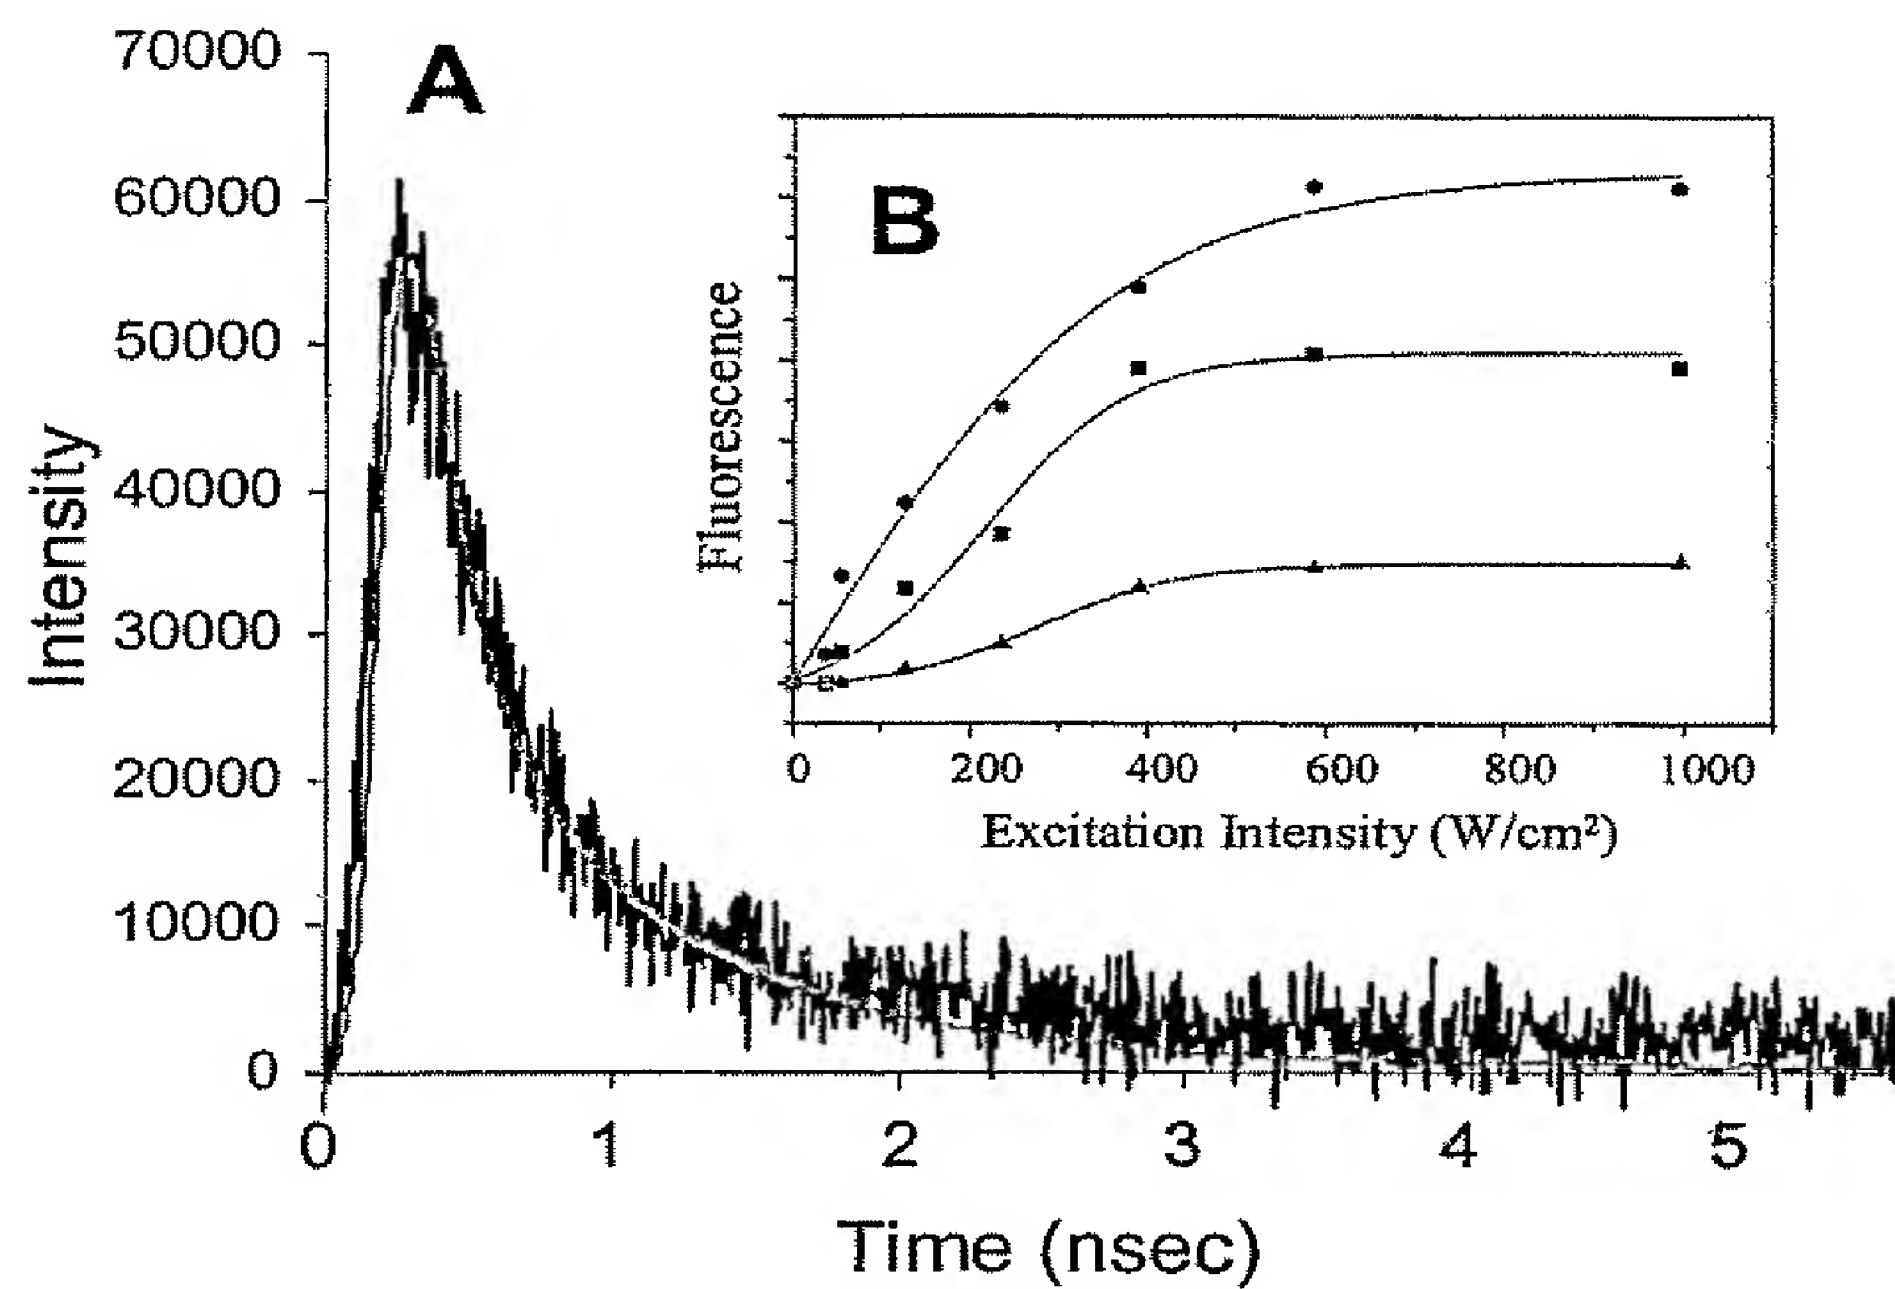 A
70000
60000
50000
40000
30000
20000
10000
0
Intensity
0 1 2 3 4 5
Time (nsec)
B
Fluorescence
0 200 400 600 800 1000
Excitation Intensity (W/cm²)